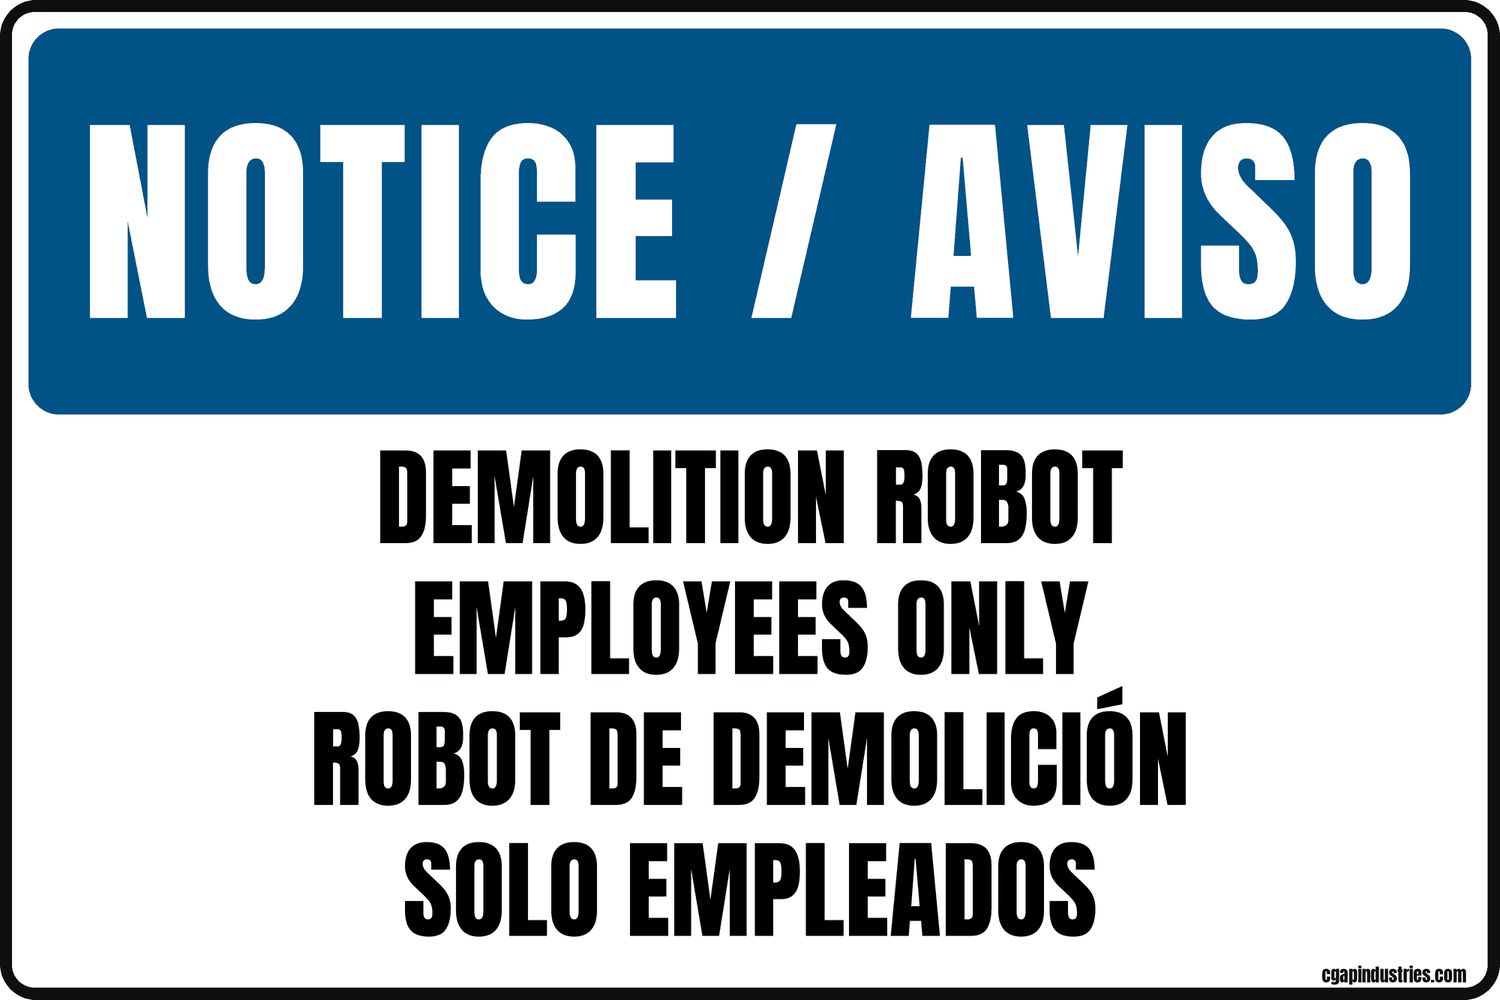 NOTICE / AVISO
DEMOLITION ROBOT
EMPLOYEES ONLY
ROBOT DE DEMOLICIÓN
SOLO EMPLEADOS
cgapindustries.com